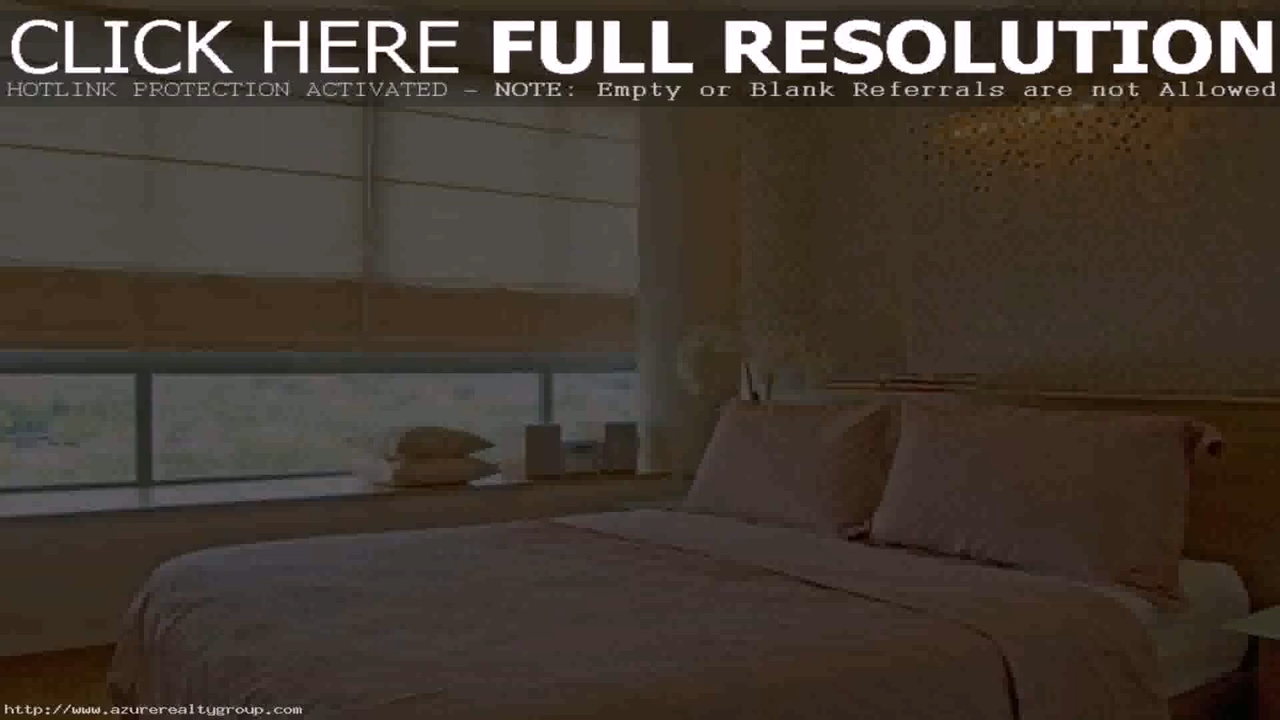 CLICK HERE FULL RESOLUTION
HOTLINK PROTECTION ACTIVATED - NOTE: Empty or Blank Referrals are not Allowed
http://www.azurerealtygroup.com